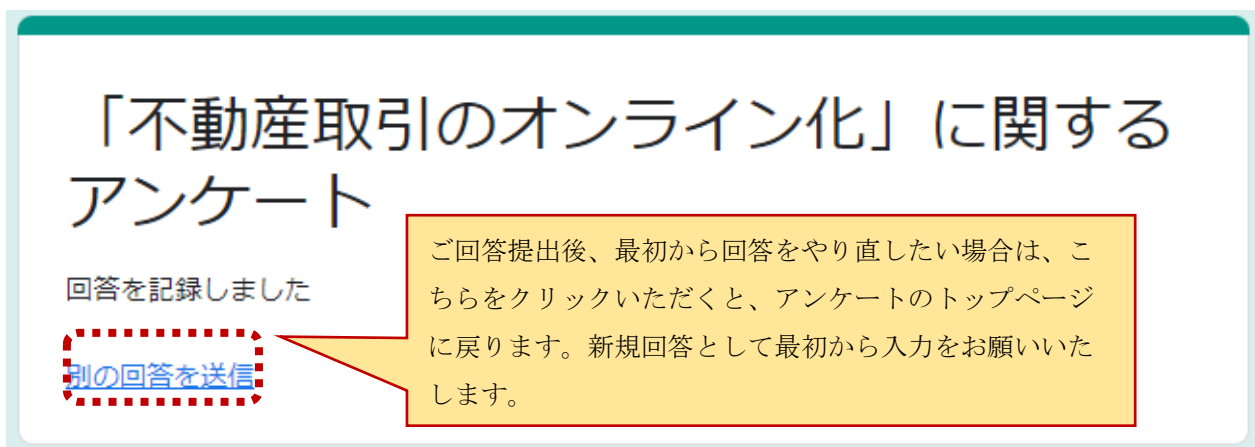 「不動産取引のオンライン化」に関する
アンケート
回答を記録しました
別の回答を送信
ご回答提出後、最初から回答をやり直したい場合は、こ
ちらをクリックいただくと、アンケートのトップページ
に戻ります。新規回答として最初から入力をお願いいた
します。